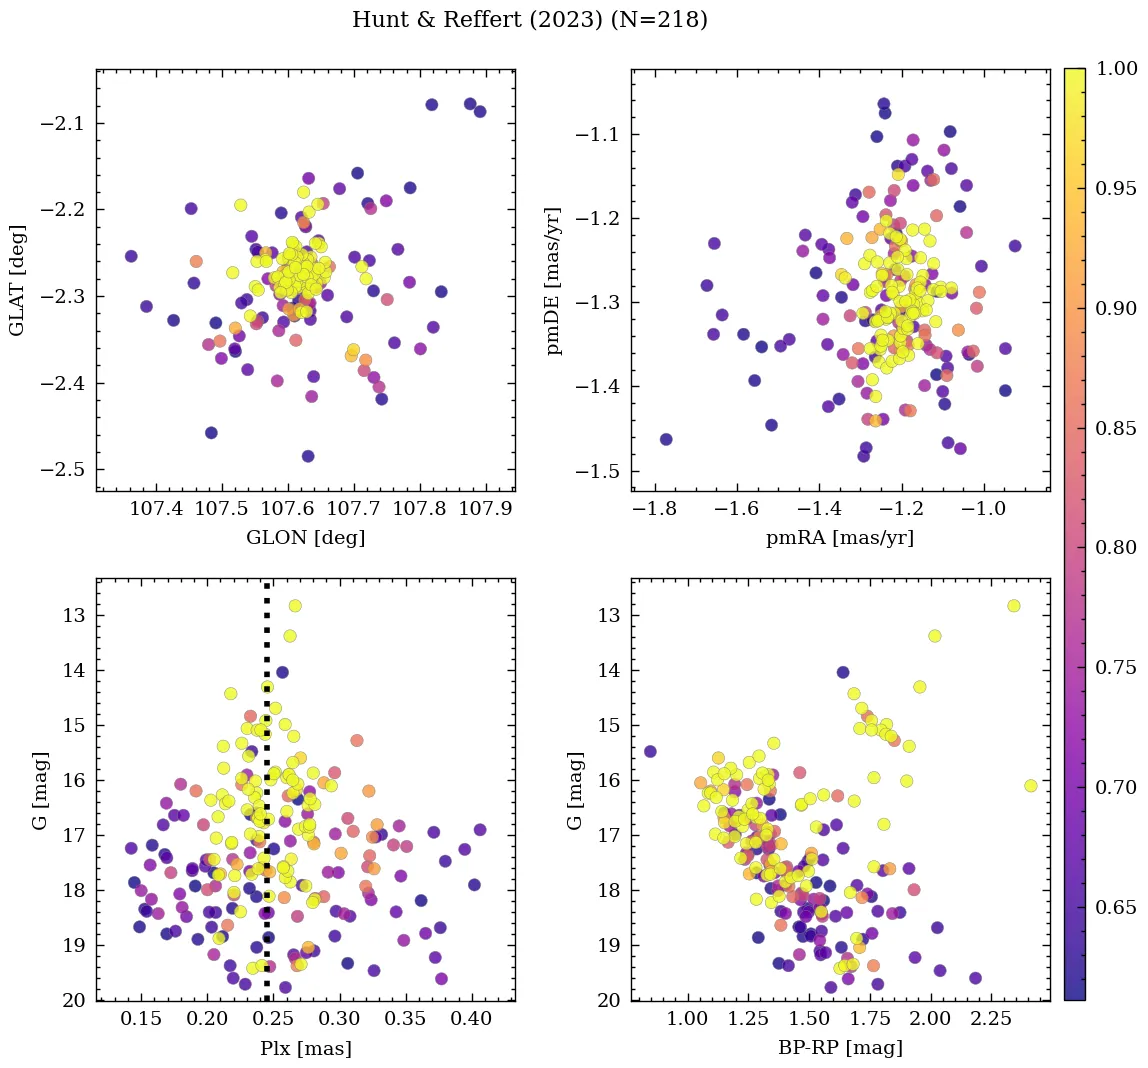 Hunt & Reffert (2023) (N=218)
−2.1
−2.2
−2.3
−2.4
−2.5
GLAT [deg]
107.4 107.5 107.6 107.7 107.8 107.9
GLON [deg]
−1.1
−1.2
−1.3
−1.4
−1.5
pmDE [mas/yr]
−1.8 −1.6 −1.4 −1.2 −1.0
pmRA [mas/yr]
13
14
15
16
17
18
19
20
G [mag]
0.15 0.20 0.25 0.30 0.35 0.40
Plx [mas]
13
14
15
16
17
18
19
20
G [mag]
1.00 1.25 1.50 1.75 2.00 2.25
BP-RP [mag]
1.00
0.95
0.90
0.85
0.80
0.75
0.70
0.65